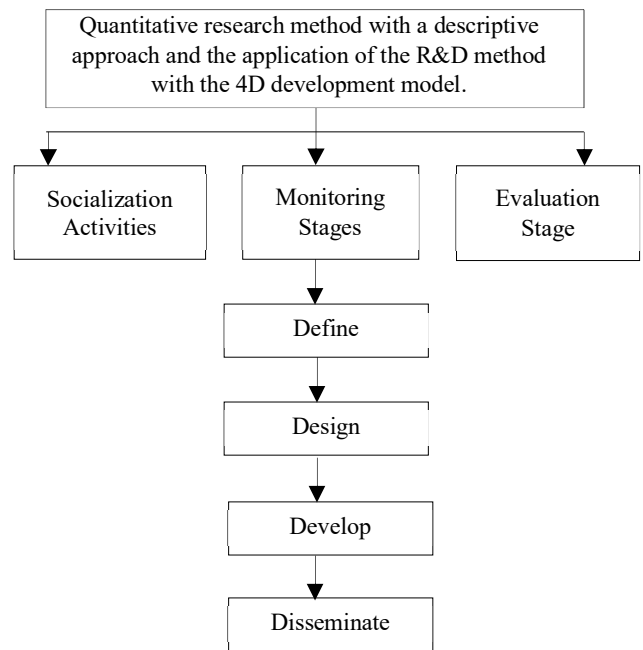 Quantitative research method with a descriptive
approach and the application of the R&D method
with the 4D development model.
Socialization
Activities
Monitoring
Stages
Evaluation
Stage
Define
Design
Develop
Disseminate